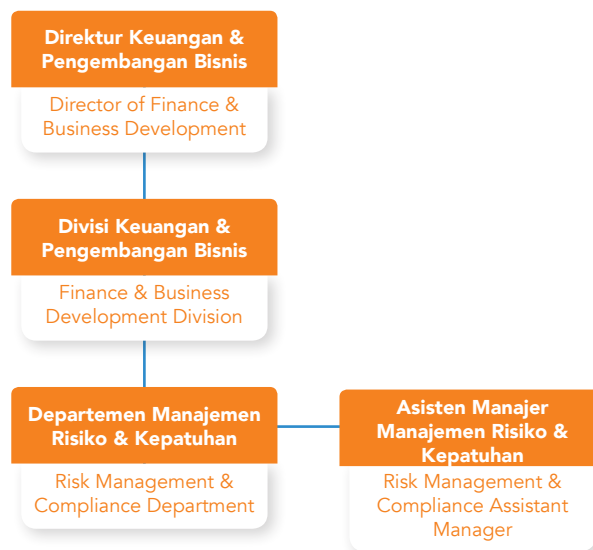 Direktur Keuangan &
Pengembangan Bisnis
Director of Finance &
Business Development
Divisi Keuangan &
Pengembangan Bisnis
Finance & Business
Development Division
Departemen Manajemen
Risiko & Kepatuhan
Risk Management &
Compliance Department
Asisten Manajer
Manajemen Risiko &
Kepatuhan
Risk Management &
Compliance Assistant
Manager